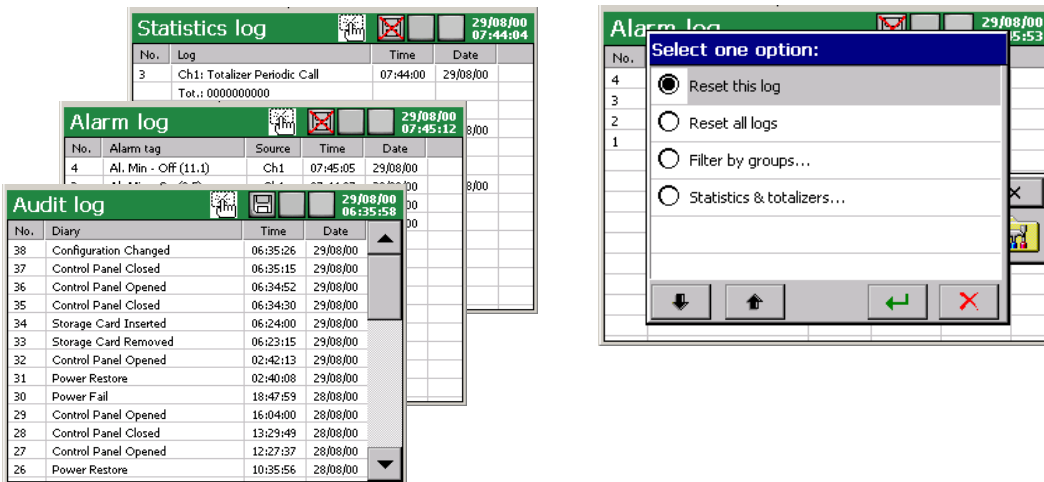 Statistics log
29/08/00
07:44:04
No. Log Time Date
3 Ch1: Totalizer Periodic Call 07:44:00 29/08/00
Tot.: 0000000000
Alarm log
29/08/00
07:45:12
8/00
No. Alarm tag Source Time Date
4 Al. Min - Off (11.1) Ch1 07:45:05 29/08/00
8/00
Audit log
29/08/00
06:35:58
No. Diary Time Date
38 Configuration Changed 06:35:26 29/08/00
37 Control Panel Closed 06:35:15 29/08/00
36 Control Panel Opened 06:34:52 29/08/00
35 Control Panel Closed 06:34:30 29/08/00
34 Storage Card Inserted 06:24:00 29/08/00
33 Storage Card Removed 06:23:15 29/08/00
32 Control Panel Opened 02:42:13 29/08/00
31 Power Restore 02:40:08 29/08/00
30 Power Fail 18:47:59 28/08/00
29 Control Panel Opened 16:04:00 28/08/00
28 Control Panel Closed 13:29:49 28/08/00
27 Control Panel Opened 12:27:37 28/08/00
26 Power Restore 10:35:56 28/08/00
Alarm log
29/08/00
5:53
No.
4
3
2
1
Select one option:
Reset this log
Reset all logs
Filter by groups...
Statistics & totalizers...